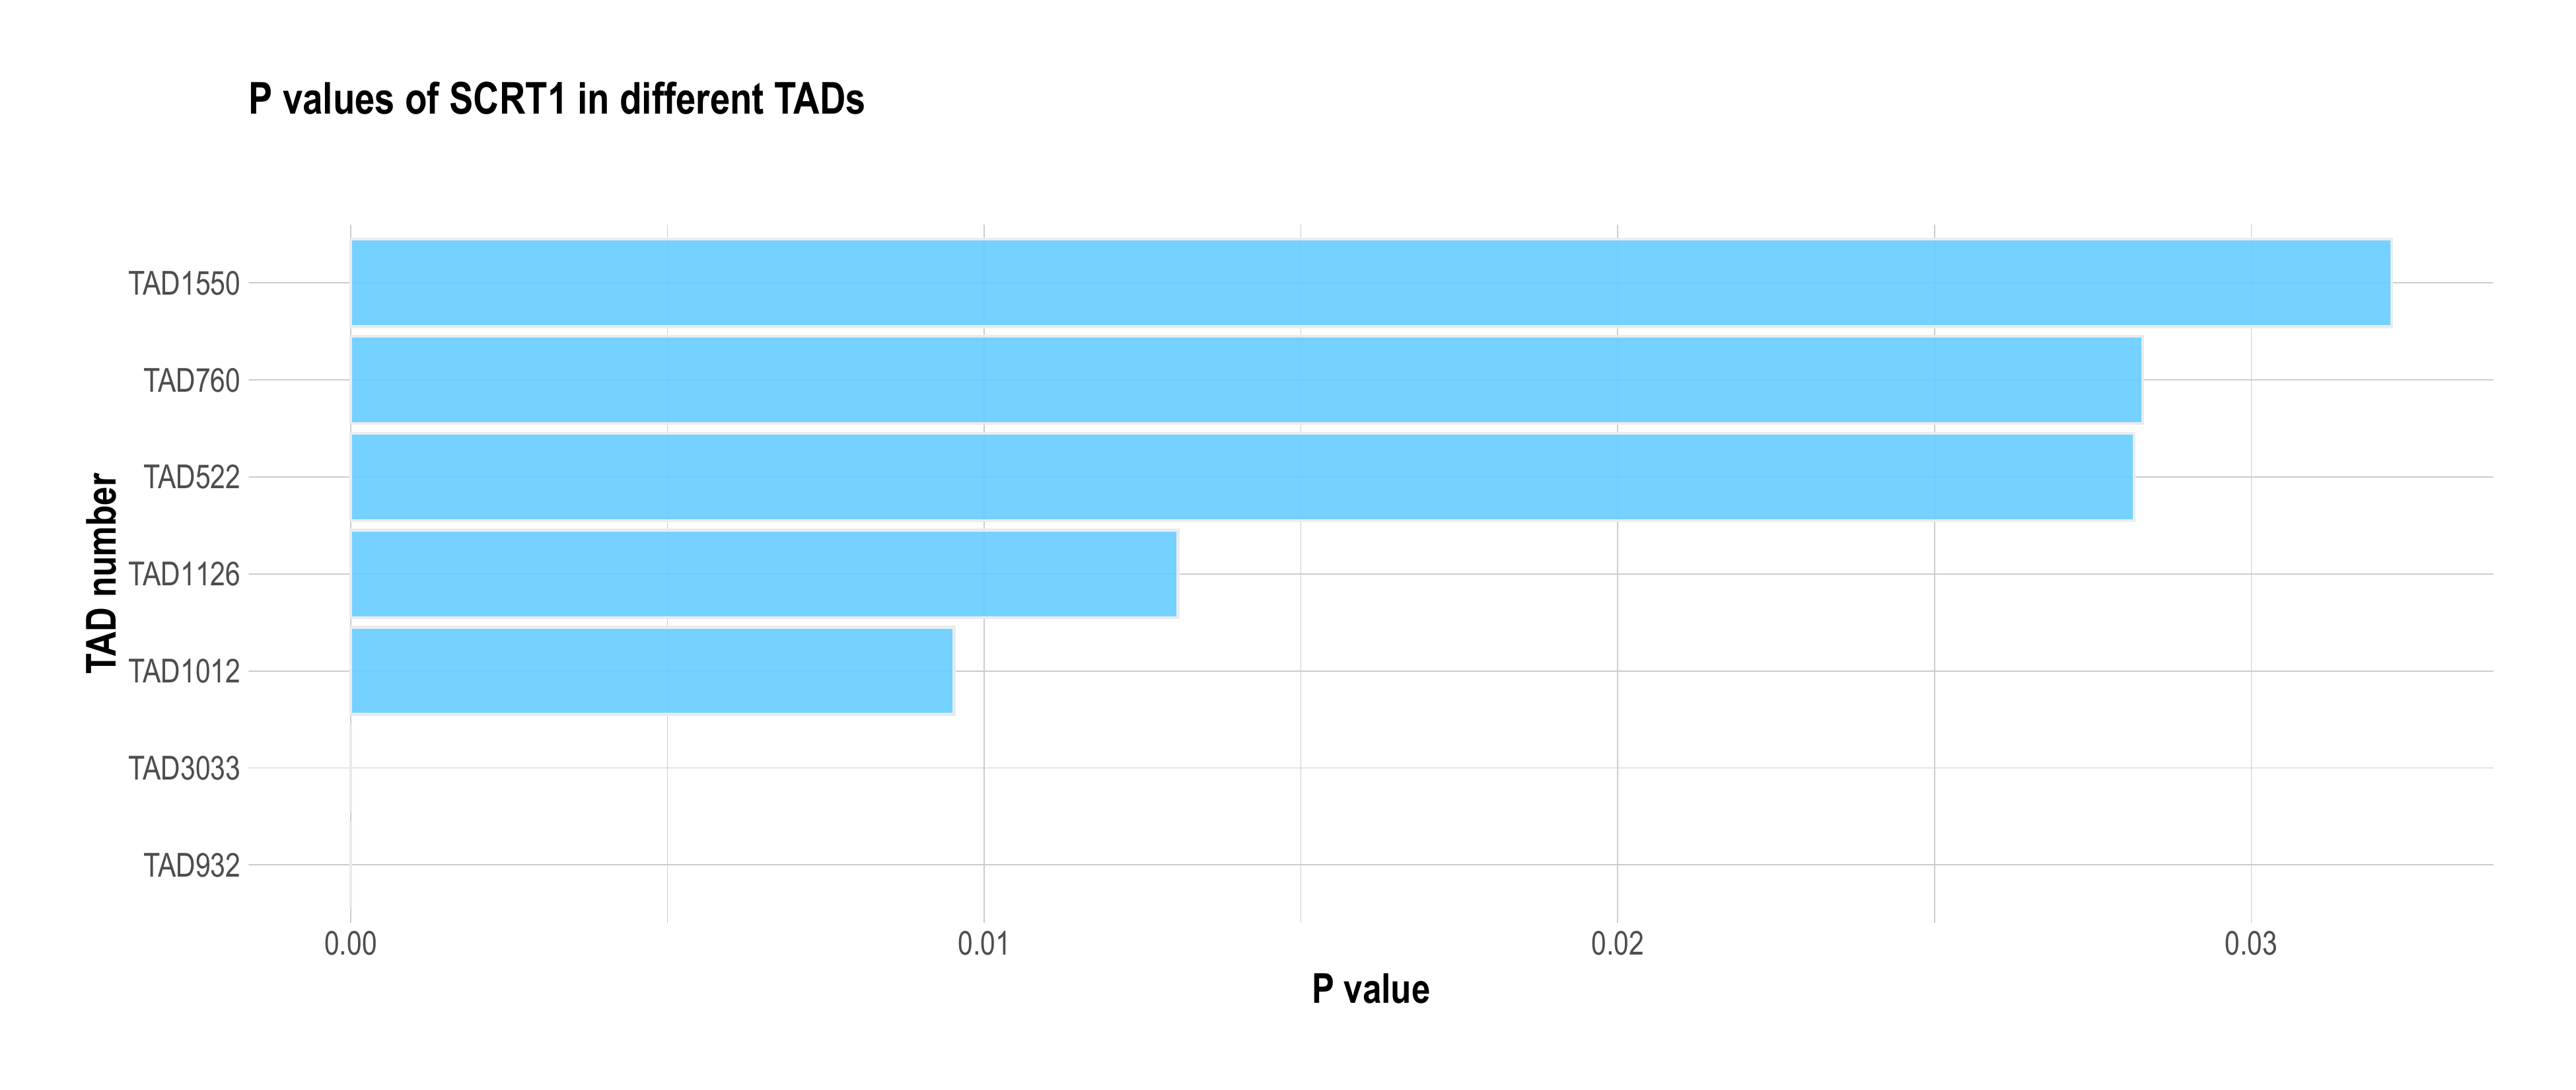 P values of SCRT1 in different TADs
TAD number
TAD1550
TAD760
TAD522
TAD1126
TAD1012
TAD3033
TAD932
0.00
0.01
0.02
0.03
P value